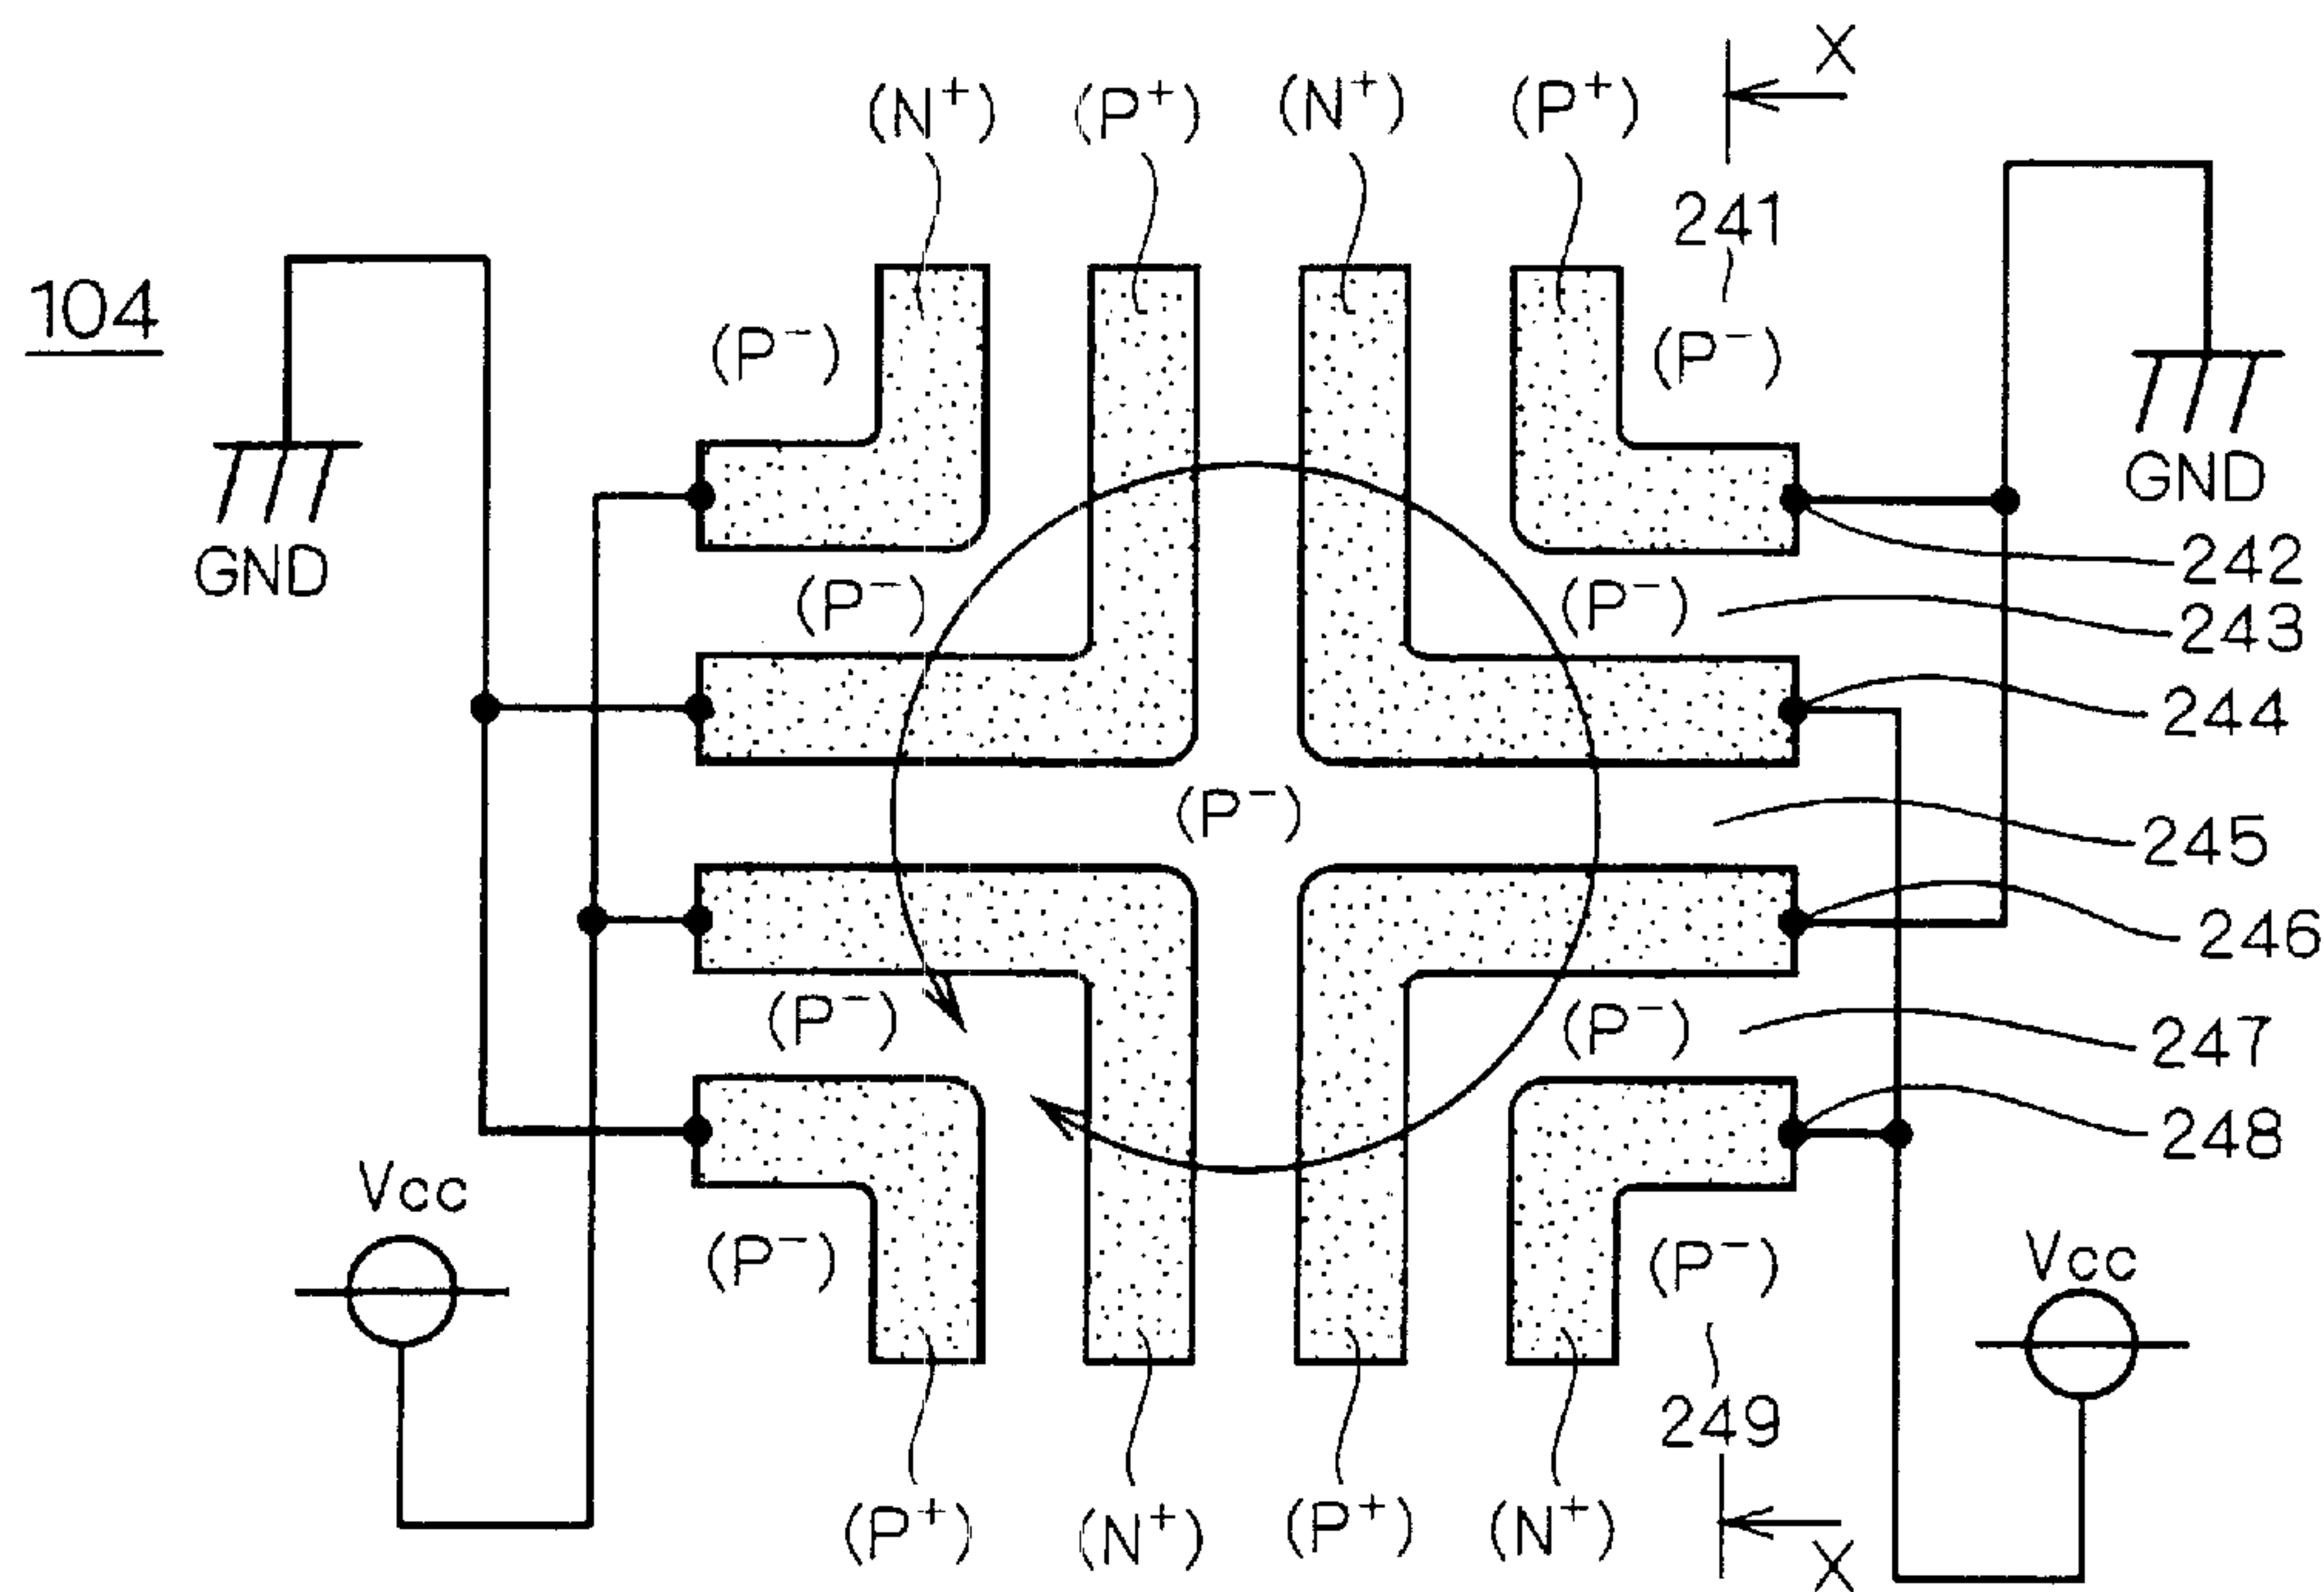 X
(N⁺) (P⁺) (N⁺) (P⁺)
241
104
(P⁻) (P⁻)
GND
242
GND
(P⁻) (P⁻)
243
244
(P⁻)
245
246
(P⁻) (P⁻)
247
248
Vcc
(P⁻) (P⁻)
Vcc
249
(P⁺) (N⁺) (P⁺) (N⁺)
X